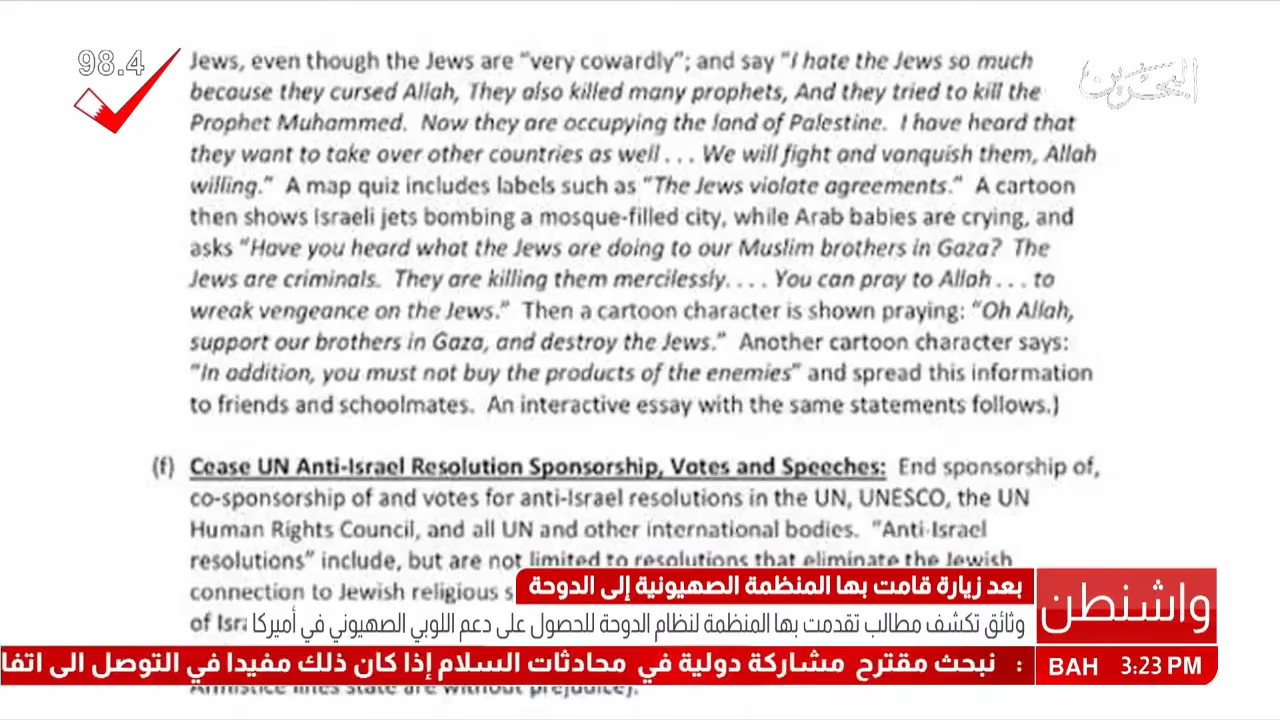 98.4
البحرين
Jews, even though the Jews are “very cowardly”; and say “I hate the Jews so much
because they cursed Allah, They also killed many prophets, And they tried to kill the
Prophet Muhammed. Now they are occupying the land of Palestine. I have heard that
they want to take over other countries as well . . . We will fight and vanquish them, Allah
willing.” A map quiz includes labels such as “The Jews violate agreements.” A cartoon
then shows Israeli jets bombing a mosque-filled city, while Arab babies are crying, and
asks “Have you heard what the Jews are doing to our Muslim brothers in Gaza? The
Jews are criminals. They are killing them mercilessly. . . . You can pray to Allah . . . to
wreak vengeance on the Jews.” Then a cartoon character is shown praying: “Oh Allah,
support our brothers in Gaza, and destroy the Jews.” Another cartoon character says:
“In addition, you must not buy the products of the enemies” and spread this information
to friends and schoolmates. An interactive essay with the same statements follows.)
(f) Cease UN Anti-Israel Resolution Sponsorship, Votes and Speeches: End sponsorship of,
co-sponsorship of and votes for anti-Israel resolutions in the UN, UNESCO, the UN
Human Rights Council, and all UN and other international bodies. “Anti-Israel
resolutions” include, but are not limited to resolutions that eliminate the Jewish
connection to Jewish religious
of
بعد زيارة قامت بها المنظمة الصهيونية إلى الدوحة
واشنطن
وثائق تكشف مطالب تقدمت بها المنظمة لنظام الدوحة للحصول على دعم اللوبي الصهيوني في أميركا
: نبحث مقترح مشاركة دولية في محادثات السلام إذا كان ذلك مفيدا في التوصل الى
BAH 3:23 PM
Armistice lines state are without prejudice).